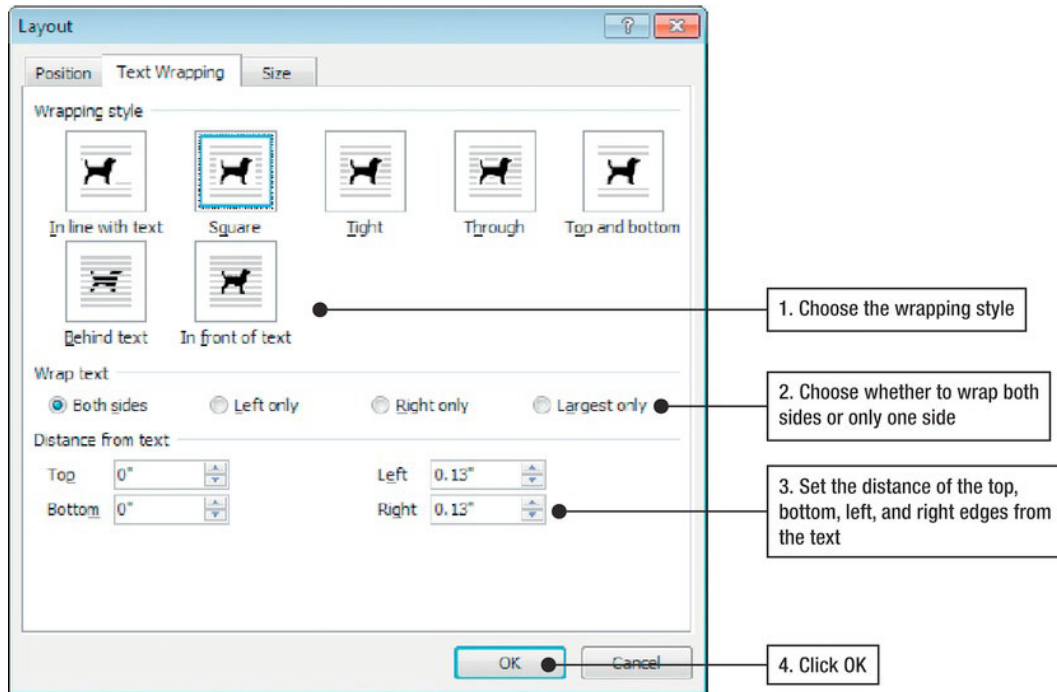 Layout
Position Text Wrapping Size
Wrapping style
In line with text Square Tight Through Top and bottom
Behind text In front of text
1. Choose the wrapping style
Wrap text
Both sides Left only Right only Largest only
2. Choose whether to wrap both
sides or only one side
Distance from text
Top 0" Left 0.13"
Bottom 0" Right 0.13"
3. Set the distance of the top,
bottom, left, and right edges from
the text
OK Cancel
4. Click OK